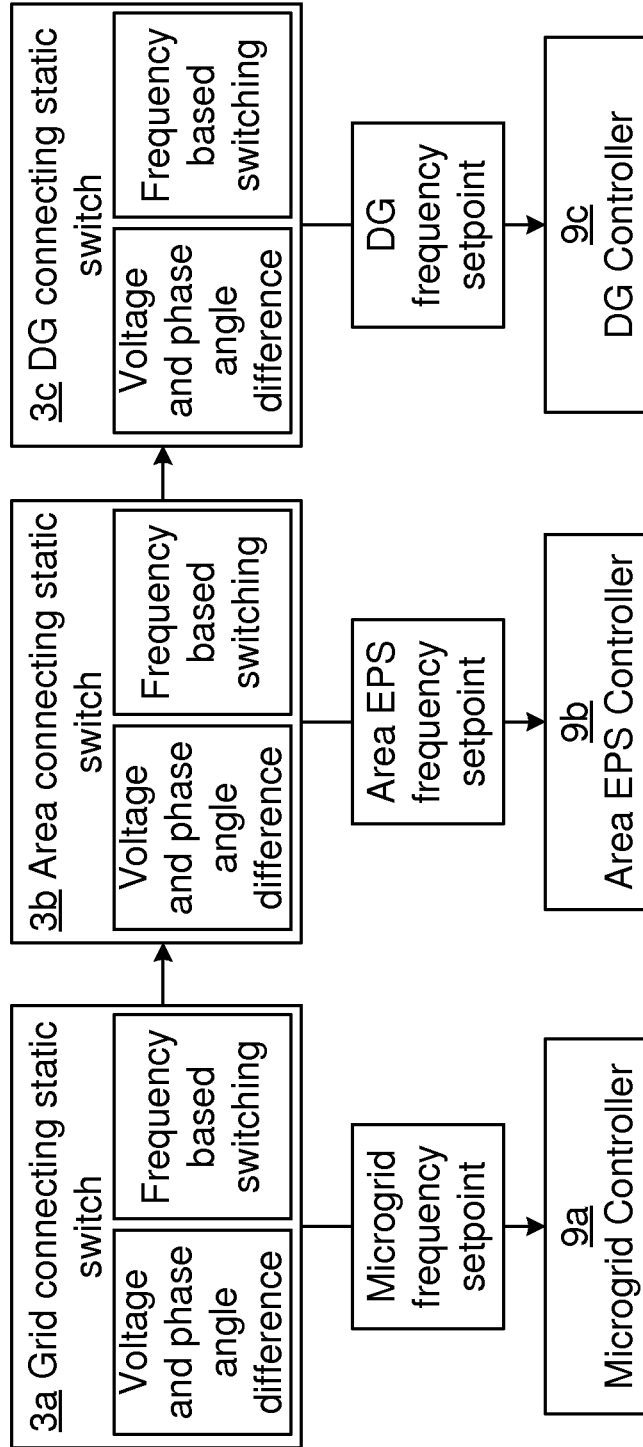 3a Grid connecting static
switch
Voltage
and phase
angle
difference
Frequency
based
switching
Microgrid
frequency
setpoint
9a
Microgrid Controller
3b Area connecting static
switch
Voltage
and phase
angle
difference
Frequency
based
switching
Area EPS
frequency
setpoint
9b
Area EPS Controller
3c DG connecting static
switch
Voltage
and phase
angle
difference
Frequency
based
switching
DG
frequency
setpoint
9c
DG Controller